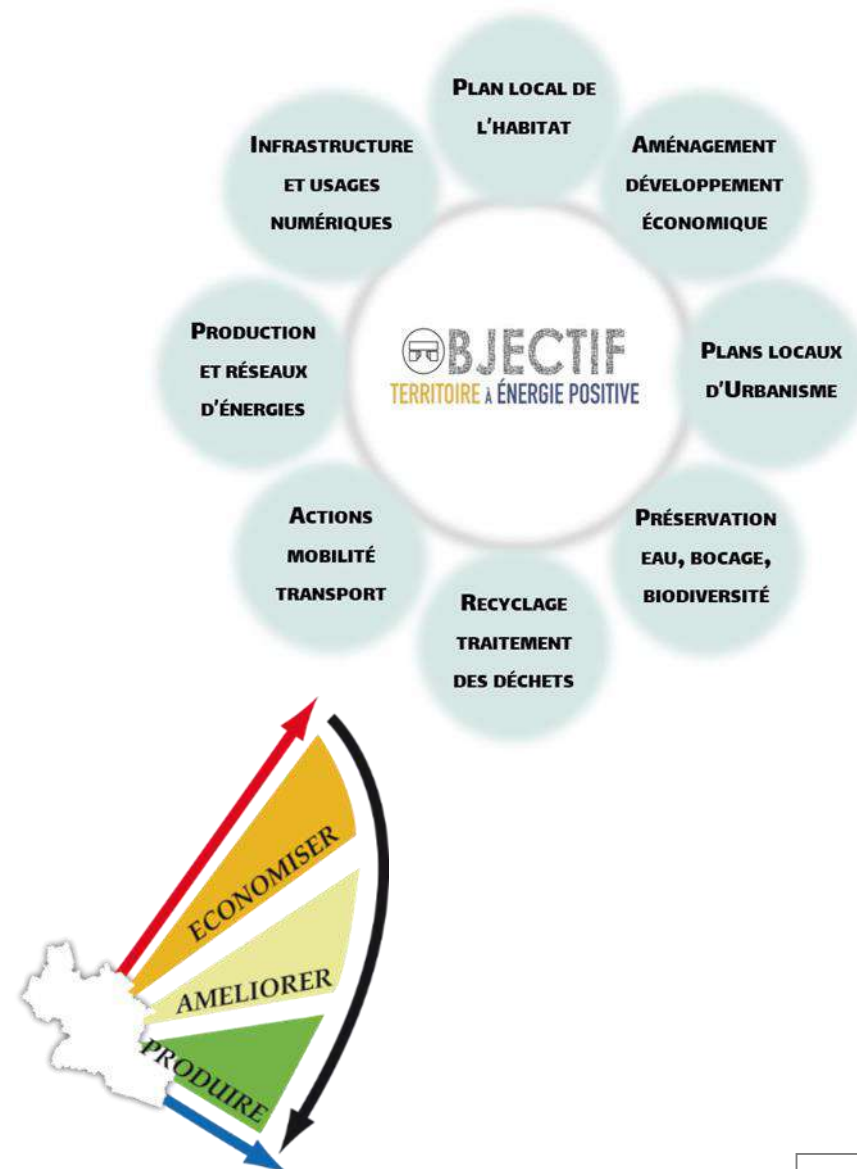 PLAN LOCAL DE
L'HABITAT
AMÉNAGEMENT
DÉVELOPPEMENT
ÉCONOMIQUE
PLANS LOCAUX
D'URBANISME
PRÉSERVATION
EAU, BOCAGE,
BIODIVERSITÉ
RECYCLAGE
TRAITEMENT
DES DÉCHETS
ACTIONS
MOBILITÉ
TRANSPORT
PRODUCTION
ET RÉSEAUX
D'ÉNERGIES
INFRASTRUCTURE
ET USAGES
NUMÉRIQUES
OBJECTIF
TERRITOIRE À ÉNERGIE POSITIVE
ECONOMISER
AMELIORER
PRODUIRE